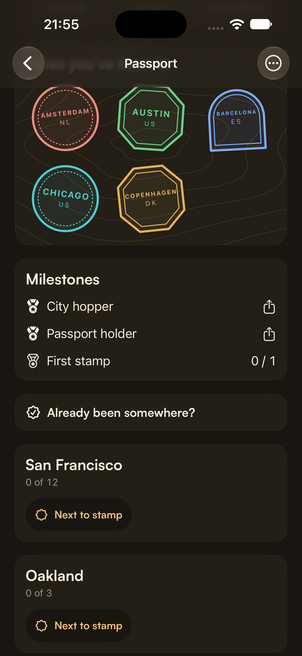 21:55
Passport
AMSTERDAM
NL
AUSTIN
US
BARCELONA
ES
CHICAGO
US
COPENHAGEN
DK
Milestones
City hopper
Passport holder
First stamp 0 / 1
Already been somewhere?
San Francisco
0 of 12
Next to stamp
Oakland
0 of 3
Next to stamp